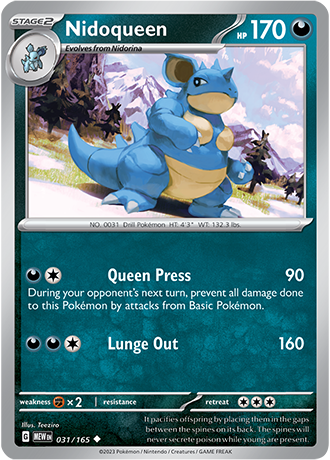 STAGE2 Nidoqueen HP 170
Evolves from Nidorina
NO. 0031 Drill Pokémon HT: 4'3" WT: 132.3 lbs.
Queen Press 90
During your opponent's next turn, prevent all damage done
to this Pokémon by attacks from Basic Pokémon.
Lunge Out 160
weakness ×2 resistance retreat
Illus. Teeziro
G MEW EN 031/165
It pacifies offspring by placing them in the gaps
between the spines on its back. The spines will
never secrete poison while young are present.
©2023 Pokémon / Nintendo / Creatures / GAME FREAK